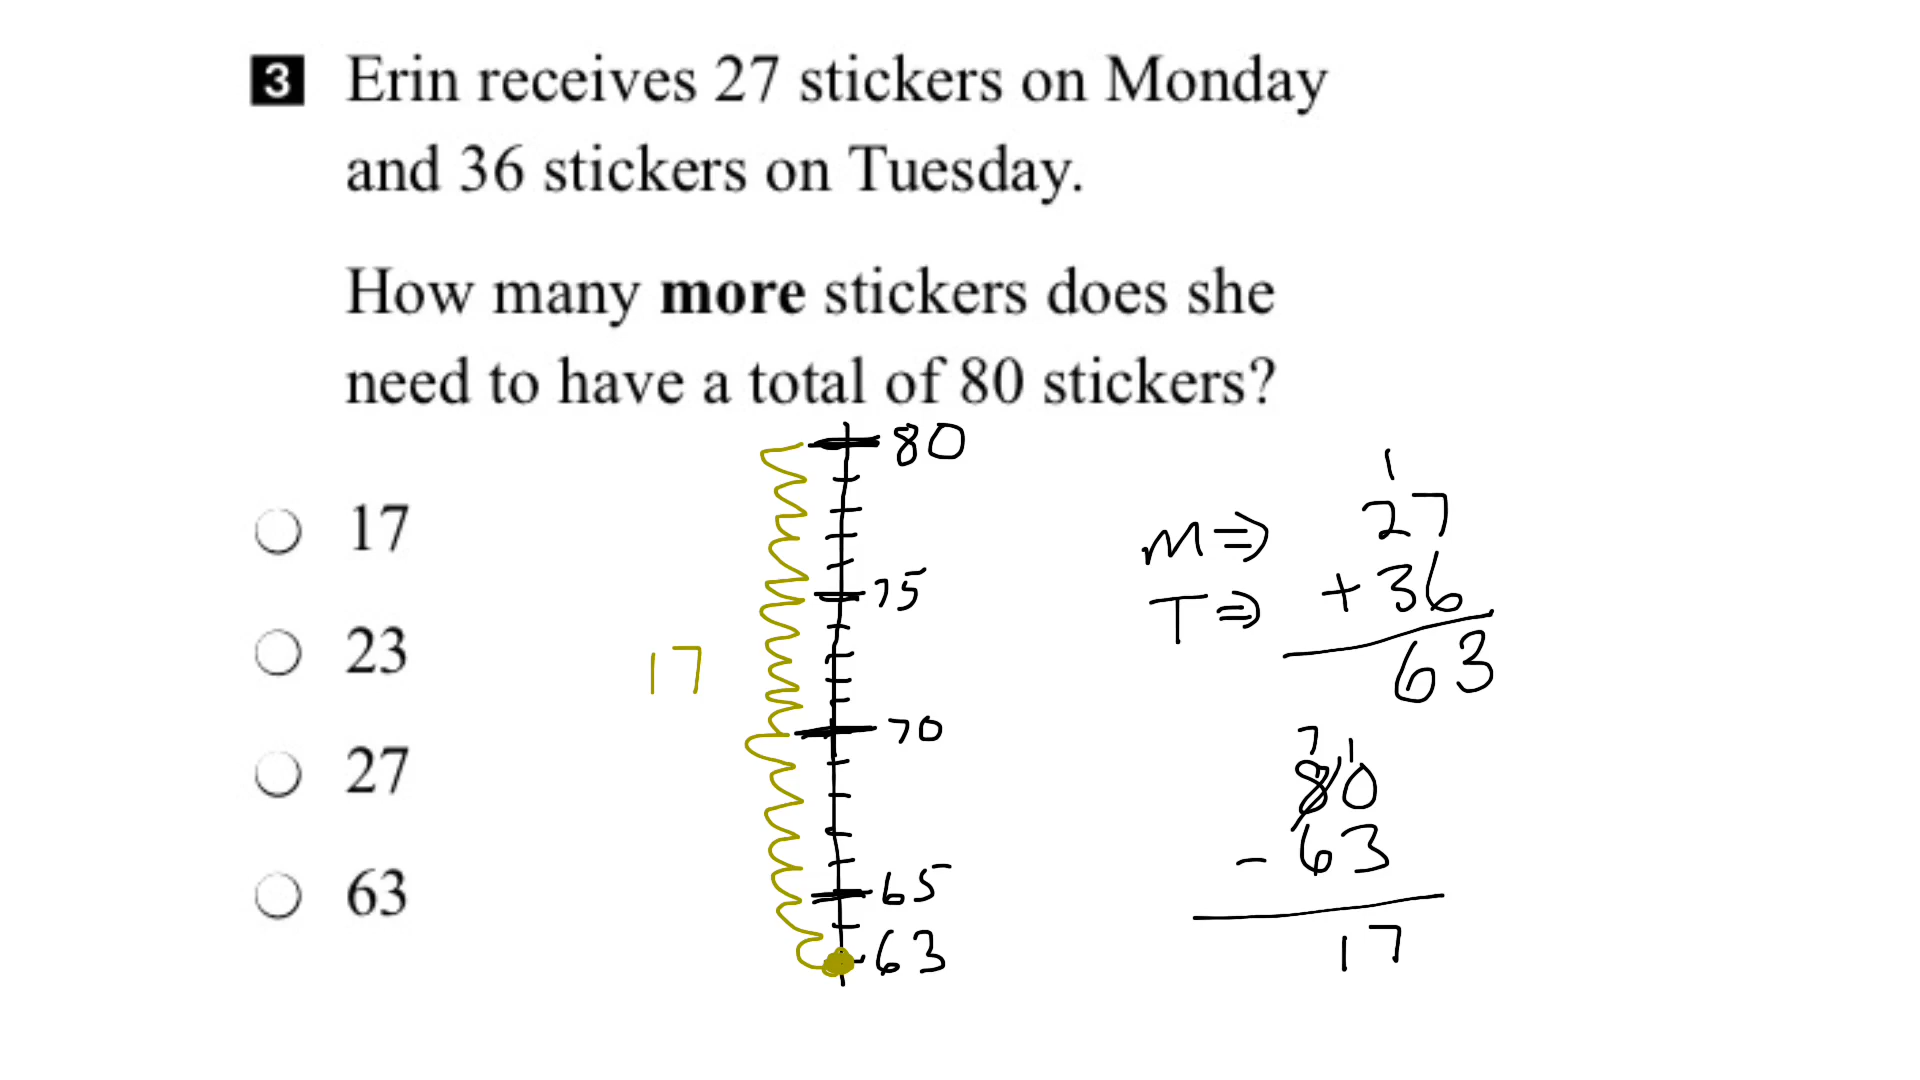 3 Erin receives 27 stickers on Monday
and 36 stickers on Tuesday.
How many more stickers does she
need to have a total of 80 stickers?
17
23
27
63
80
75
70
65
63
17
1
M⇒ 27
T⇒ +36
63
7 1
80
- 63
17